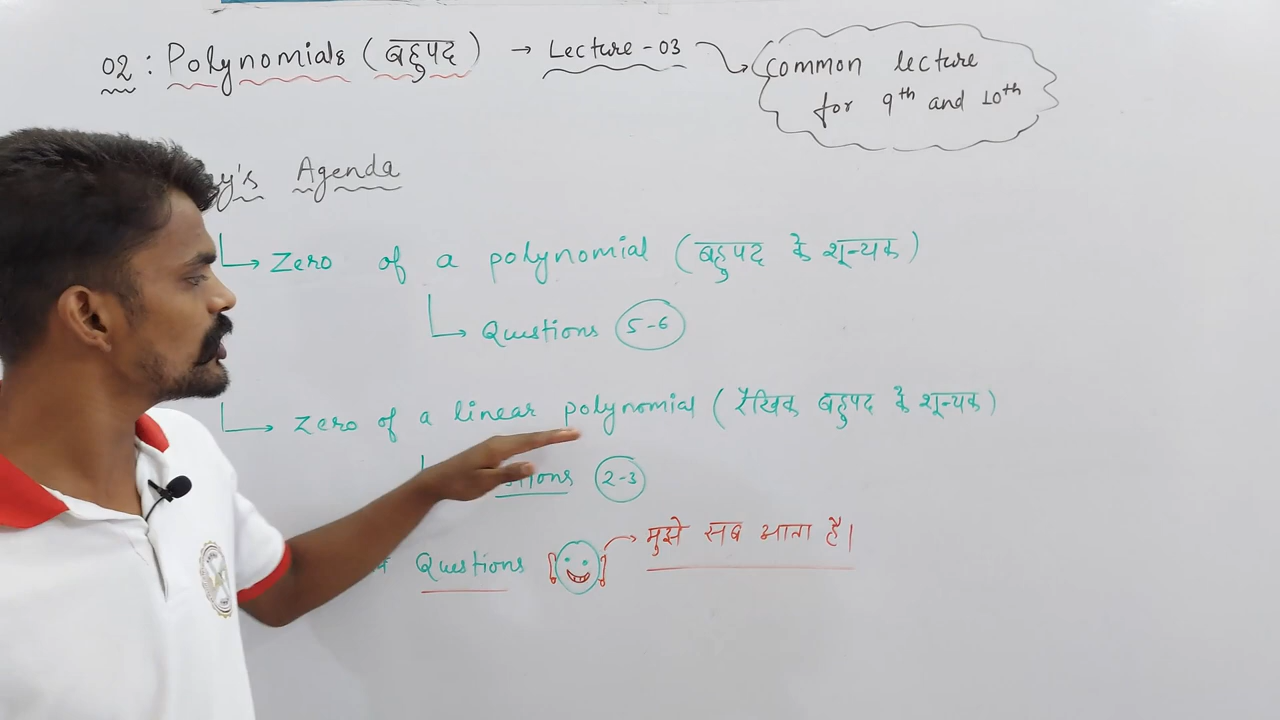 02 : Polynomials (बहुपद) → Lecture -03
Common lecture
for 9th and 10th
Agenda
Zero of a polynomial (बहुपद के शून्यक)
Questions 5-6
Zero of a linear polynomial (रैखिक बहुपद के शून्यक)
2-3
Questions मुझे सब आता है।